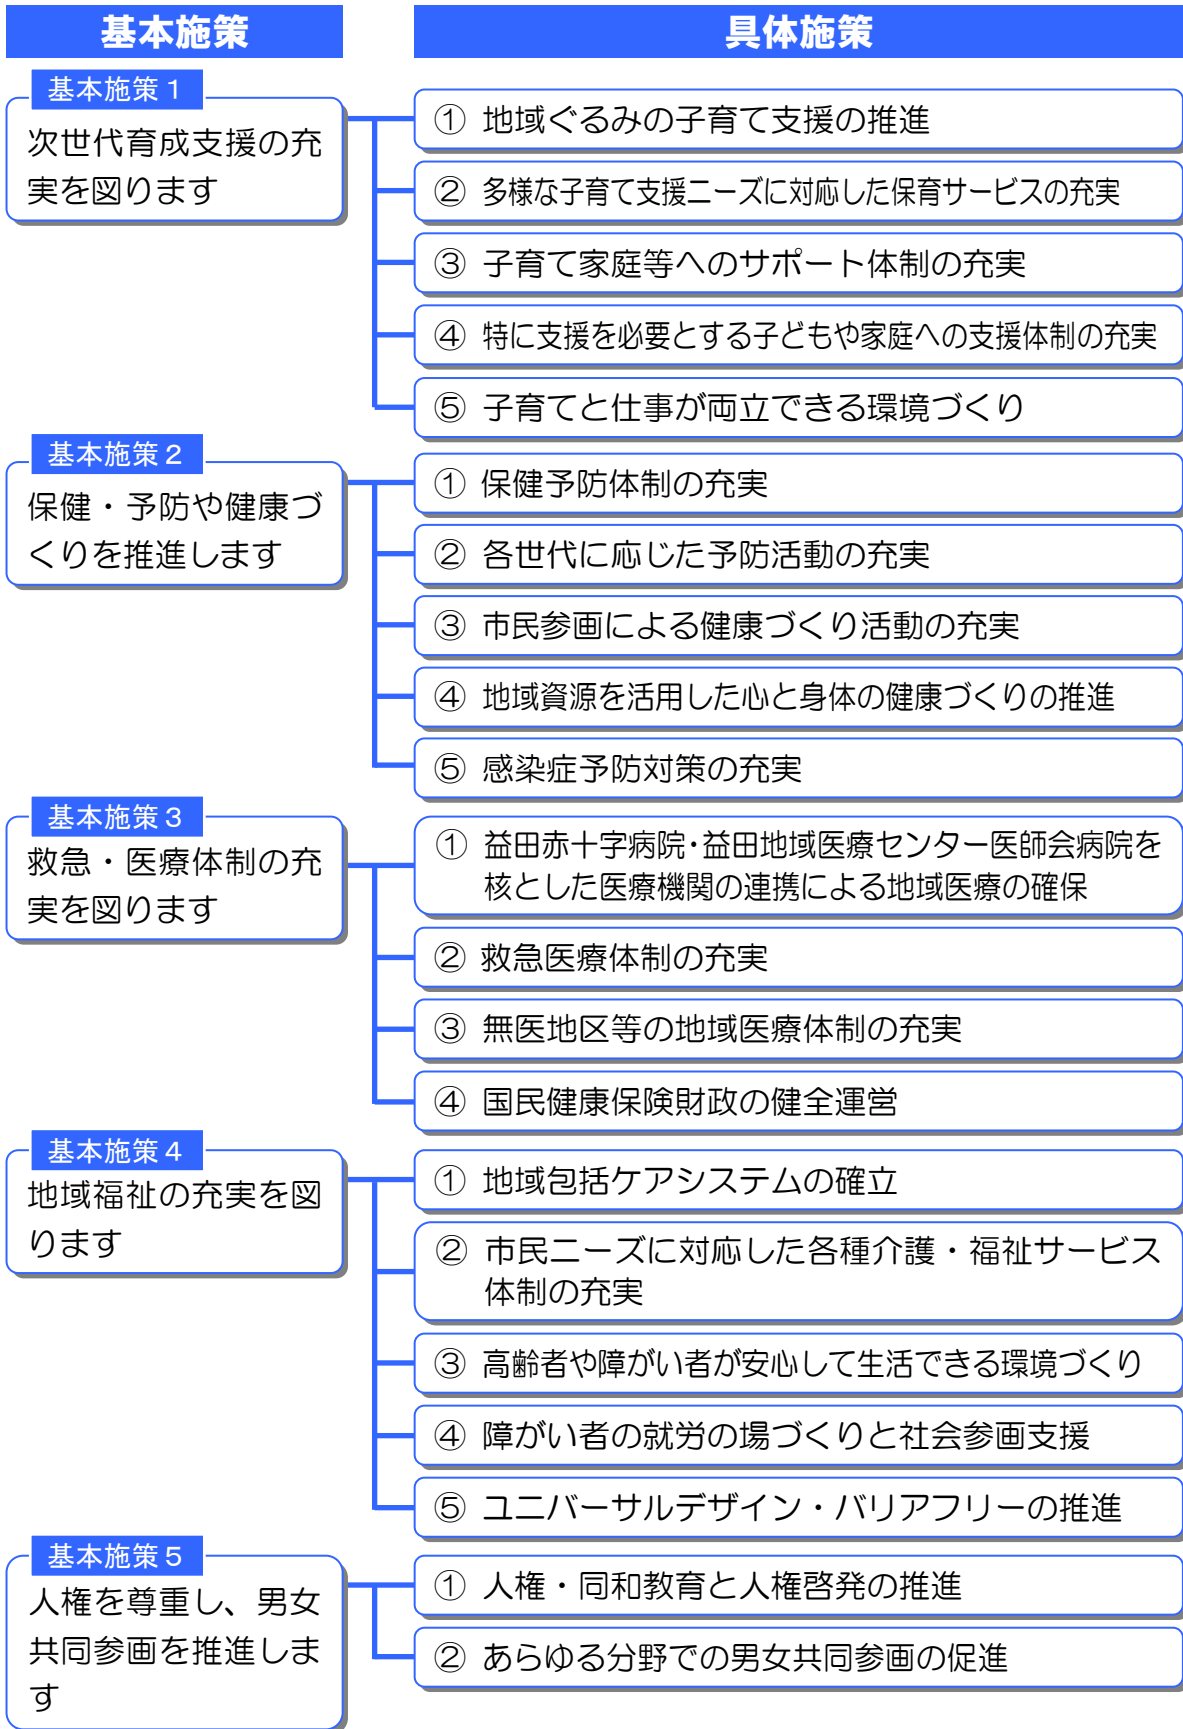 基本施策
具体施策
基本施策1
次世代育成支援の充
実を図ります
① 地域ぐるみの子育て支援の推進
② 多様な子育て支援ニーズに対応した保育サービスの充実
③ 子育て家庭等へのサポート体制の充実
④ 特に支援を必要とする子どもや家庭への支援体制の充実
⑤ 子育てと仕事が両立できる環境づくり
基本施策2
保健・予防や健康づ
くりを推進します
① 保健予防体制の充実
② 各世代に応じた予防活動の充実
③ 市民参画による健康づくり活動の充実
④ 地域資源を活用した心と身体の健康づくりの推進
⑤ 感染症予防対策の充実
基本施策3
救急・医療体制の充
実を図ります
① 益田赤十字病院・益田地域医療センター医師会病院を
核とした医療機関の連携による地域医療の確保
② 救急医療体制の充実
③ 無医地区等の地域医療体制の充実
④ 国民健康保険財政の健全運営
基本施策4
地域福祉の充実を図
ります
① 地域包括ケアシステムの確立
② 市民ニーズに対応した各種介護・福祉サービス
体制の充実
③ 高齢者や障がい者が安心して生活できる環境づくり
④ 障がい者の就労の場づくりと社会参画支援
⑤ ユニバーサルデザイン・バリアフリーの推進
基本施策5
人権を尊重し、男女
共同参画を推進しま
す
① 人権・同和教育と人権啓発の推進
② あらゆる分野での男女共同参画の促進